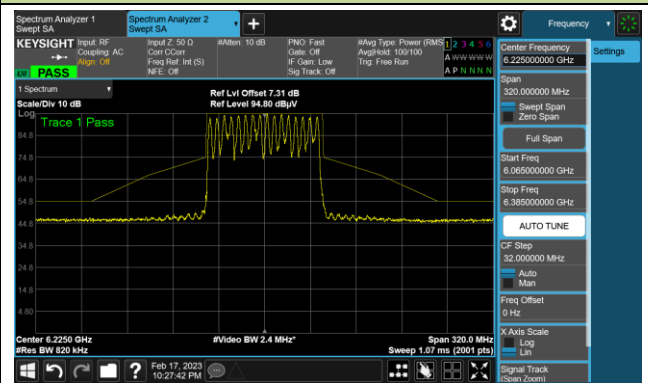 Spectrum Analyzer 1
Swept SA
Spectrum Analyzer 2
Swept SA
Frequency
KEYSIGHT
Input: RF
Coupling: AC
Align: Off
Input Z: 50 Ω
Corr CCorr
Freq Ref: Int (S)
NFE: Off
#Atten: 10 dB
PNO: Fast
Gate: Off
IF Gain: Low
Sig Track: Off
#Avg Type: Power (RMS
Avg|Hold: 100/100
Trig: Free Run
1 2 3 4 5 6
A W W W W W
A P N N N N
PASS
1 Spectrum
Scale/Div 10 dB
Ref Lvl Offset 7.31 dB
Ref Level 94.80 dBµV
Log
Trace 1 Pass
84.8
74.8
64.8
54.8
44.8
34.8
24.8
14.8
4.80
Center 6.2250 GHz
#Res BW 820 kHz
#Video BW 2.4 MHz*
Span 320.0 MHz
Sweep 1.07 ms (2001 pts)
Feb 17, 2023
10:27:42 PM
Center Frequency
6.225000000 GHz
Settings
Span
320.000000 MHz
Swept Span
Zero Span
Full Span
Start Freq
6.065000000 GHz
Stop Freq
6.385000000 GHz
AUTO TUNE
CF Step
32.000000 MHz
Auto
Man
Freq Offset
0 Hz
X Axis Scale
Log
Lin
Signal Track
(Span Zoom)